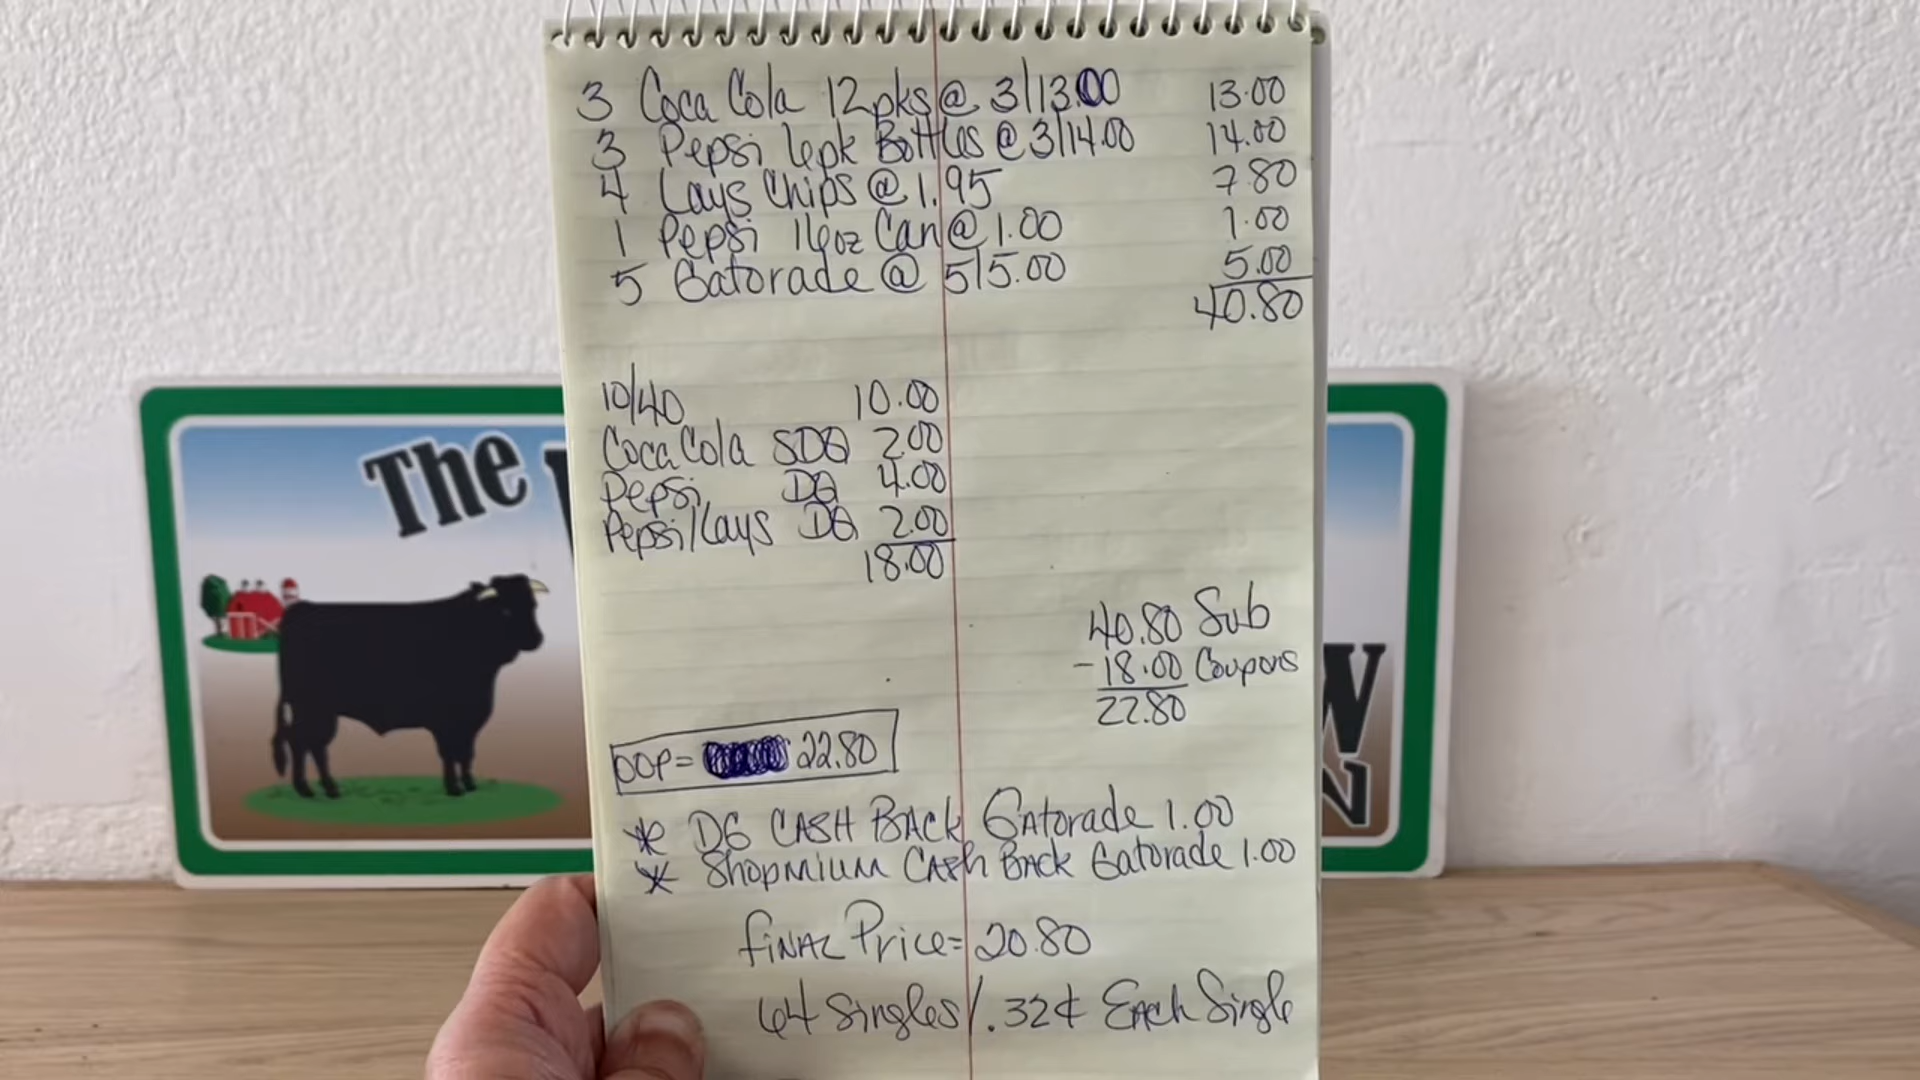 3 Coca Cola 12pks @ 3/13.00 13.00
3 Pepsi 6pk Bottles @ 3/14.00 14.00
4 Lays Chips @ 1.95 7.80
1 Pepsi 16oz Can @ 1.00 1.00
5 Gatorade @ 5/5.00 5.00
40.80
10/40 10.00
Coca Cola SDQ 2.00
Pepsi DQ 4.00
Pepsi/Lays DQ 2.00
18.00
40.80 Sub
-18.00 Coupons
22.80
OOP= 22.80
* DG CASH BACK Gatorade 1.00
* Shopmium Cash Back Gatorade 1.00
Final Price= 20.80
64 Singles/.32¢ Each Single
The
W
N